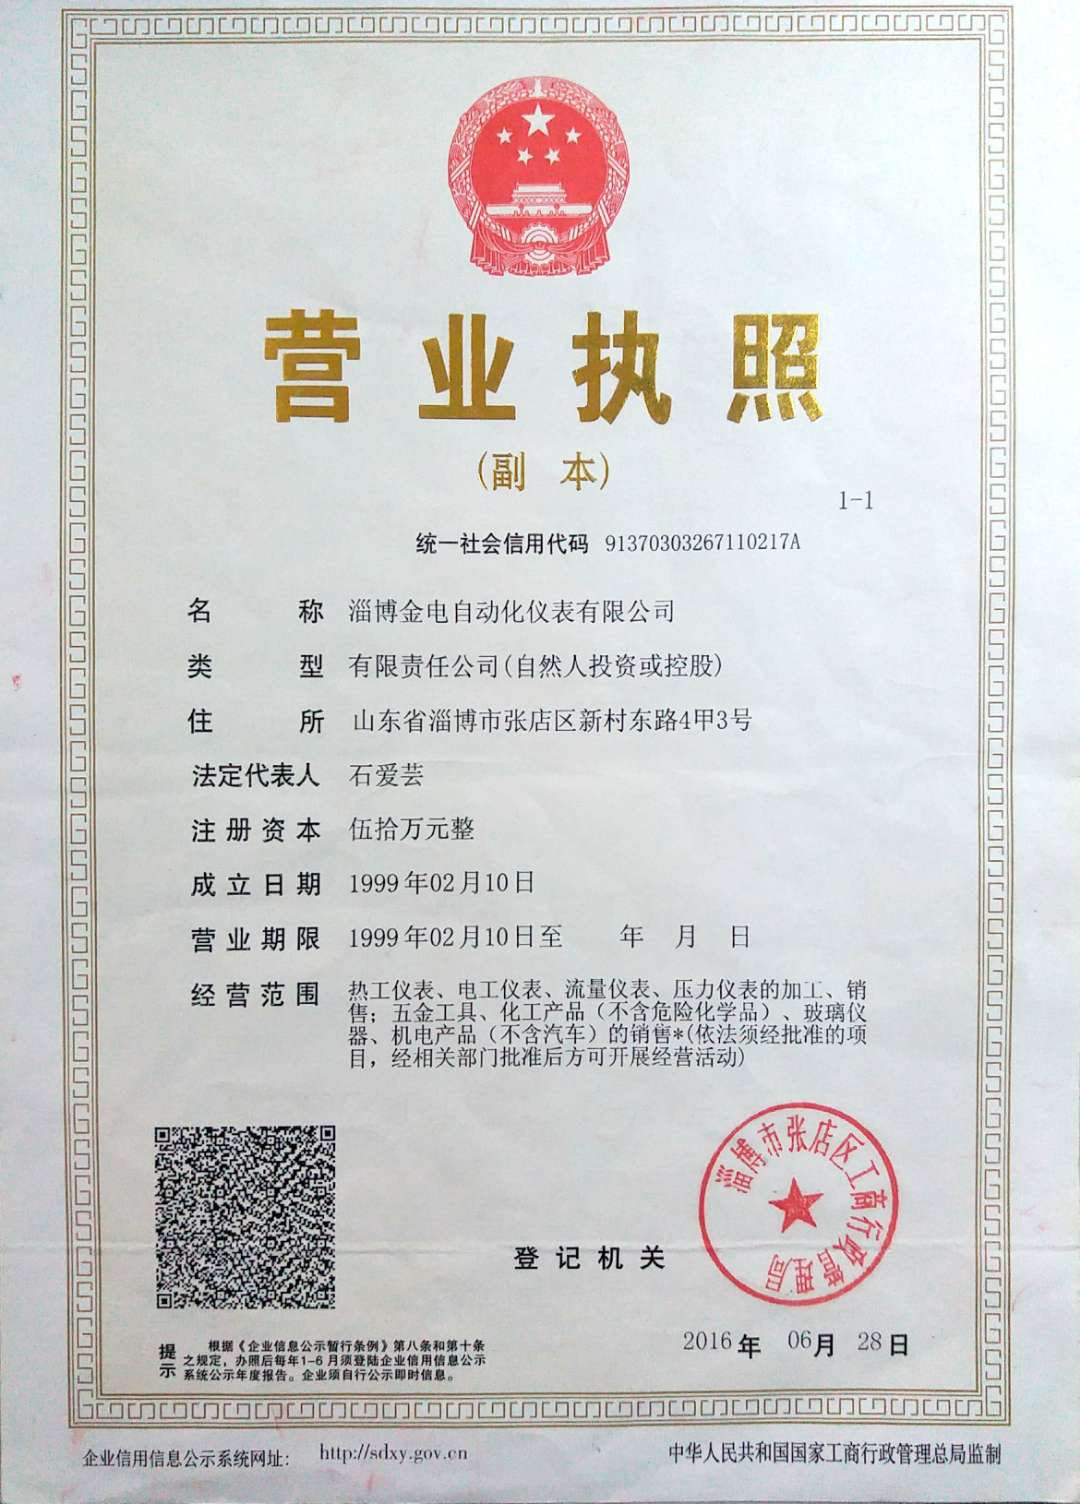 营业执照
(副 本)
1-1
统一社会信用代码 91370303267110217A
名 称 淄博金电自动化仪表有限公司
类 型 有限责任公司(自然人投资或控股)
住 所 山东省淄博市张店区新村东路4甲3号
法定代表人 石爱芸
注册资本 伍拾万元整
成立日期 1999年02月10日
营业期限 1999年02月10日至 年 月 日
经营范围 热工仪表、电工仪表、流量仪表、压力仪表的加工、销
售；五金工具、化工产品（不含危险化学品）、玻璃仪
器、机电产品（不含汽车）的销售*(依法须经批准的项
目，经相关部门批准后方可开展经营活动)
淄博市张店区工商行政管理局
登记机关
2016年 06月 28日
提示 根据《企业信息公示暂行条例》第八条和第十条
之规定，办照后每年1-6月须登陆企业信用信息公示
系统公示年度报告。企业须自行公示即时信息。
企业信用信息公示系统网址： http://sdxy.gov.cn 中华人民共和国国家工商行政管理总局监制